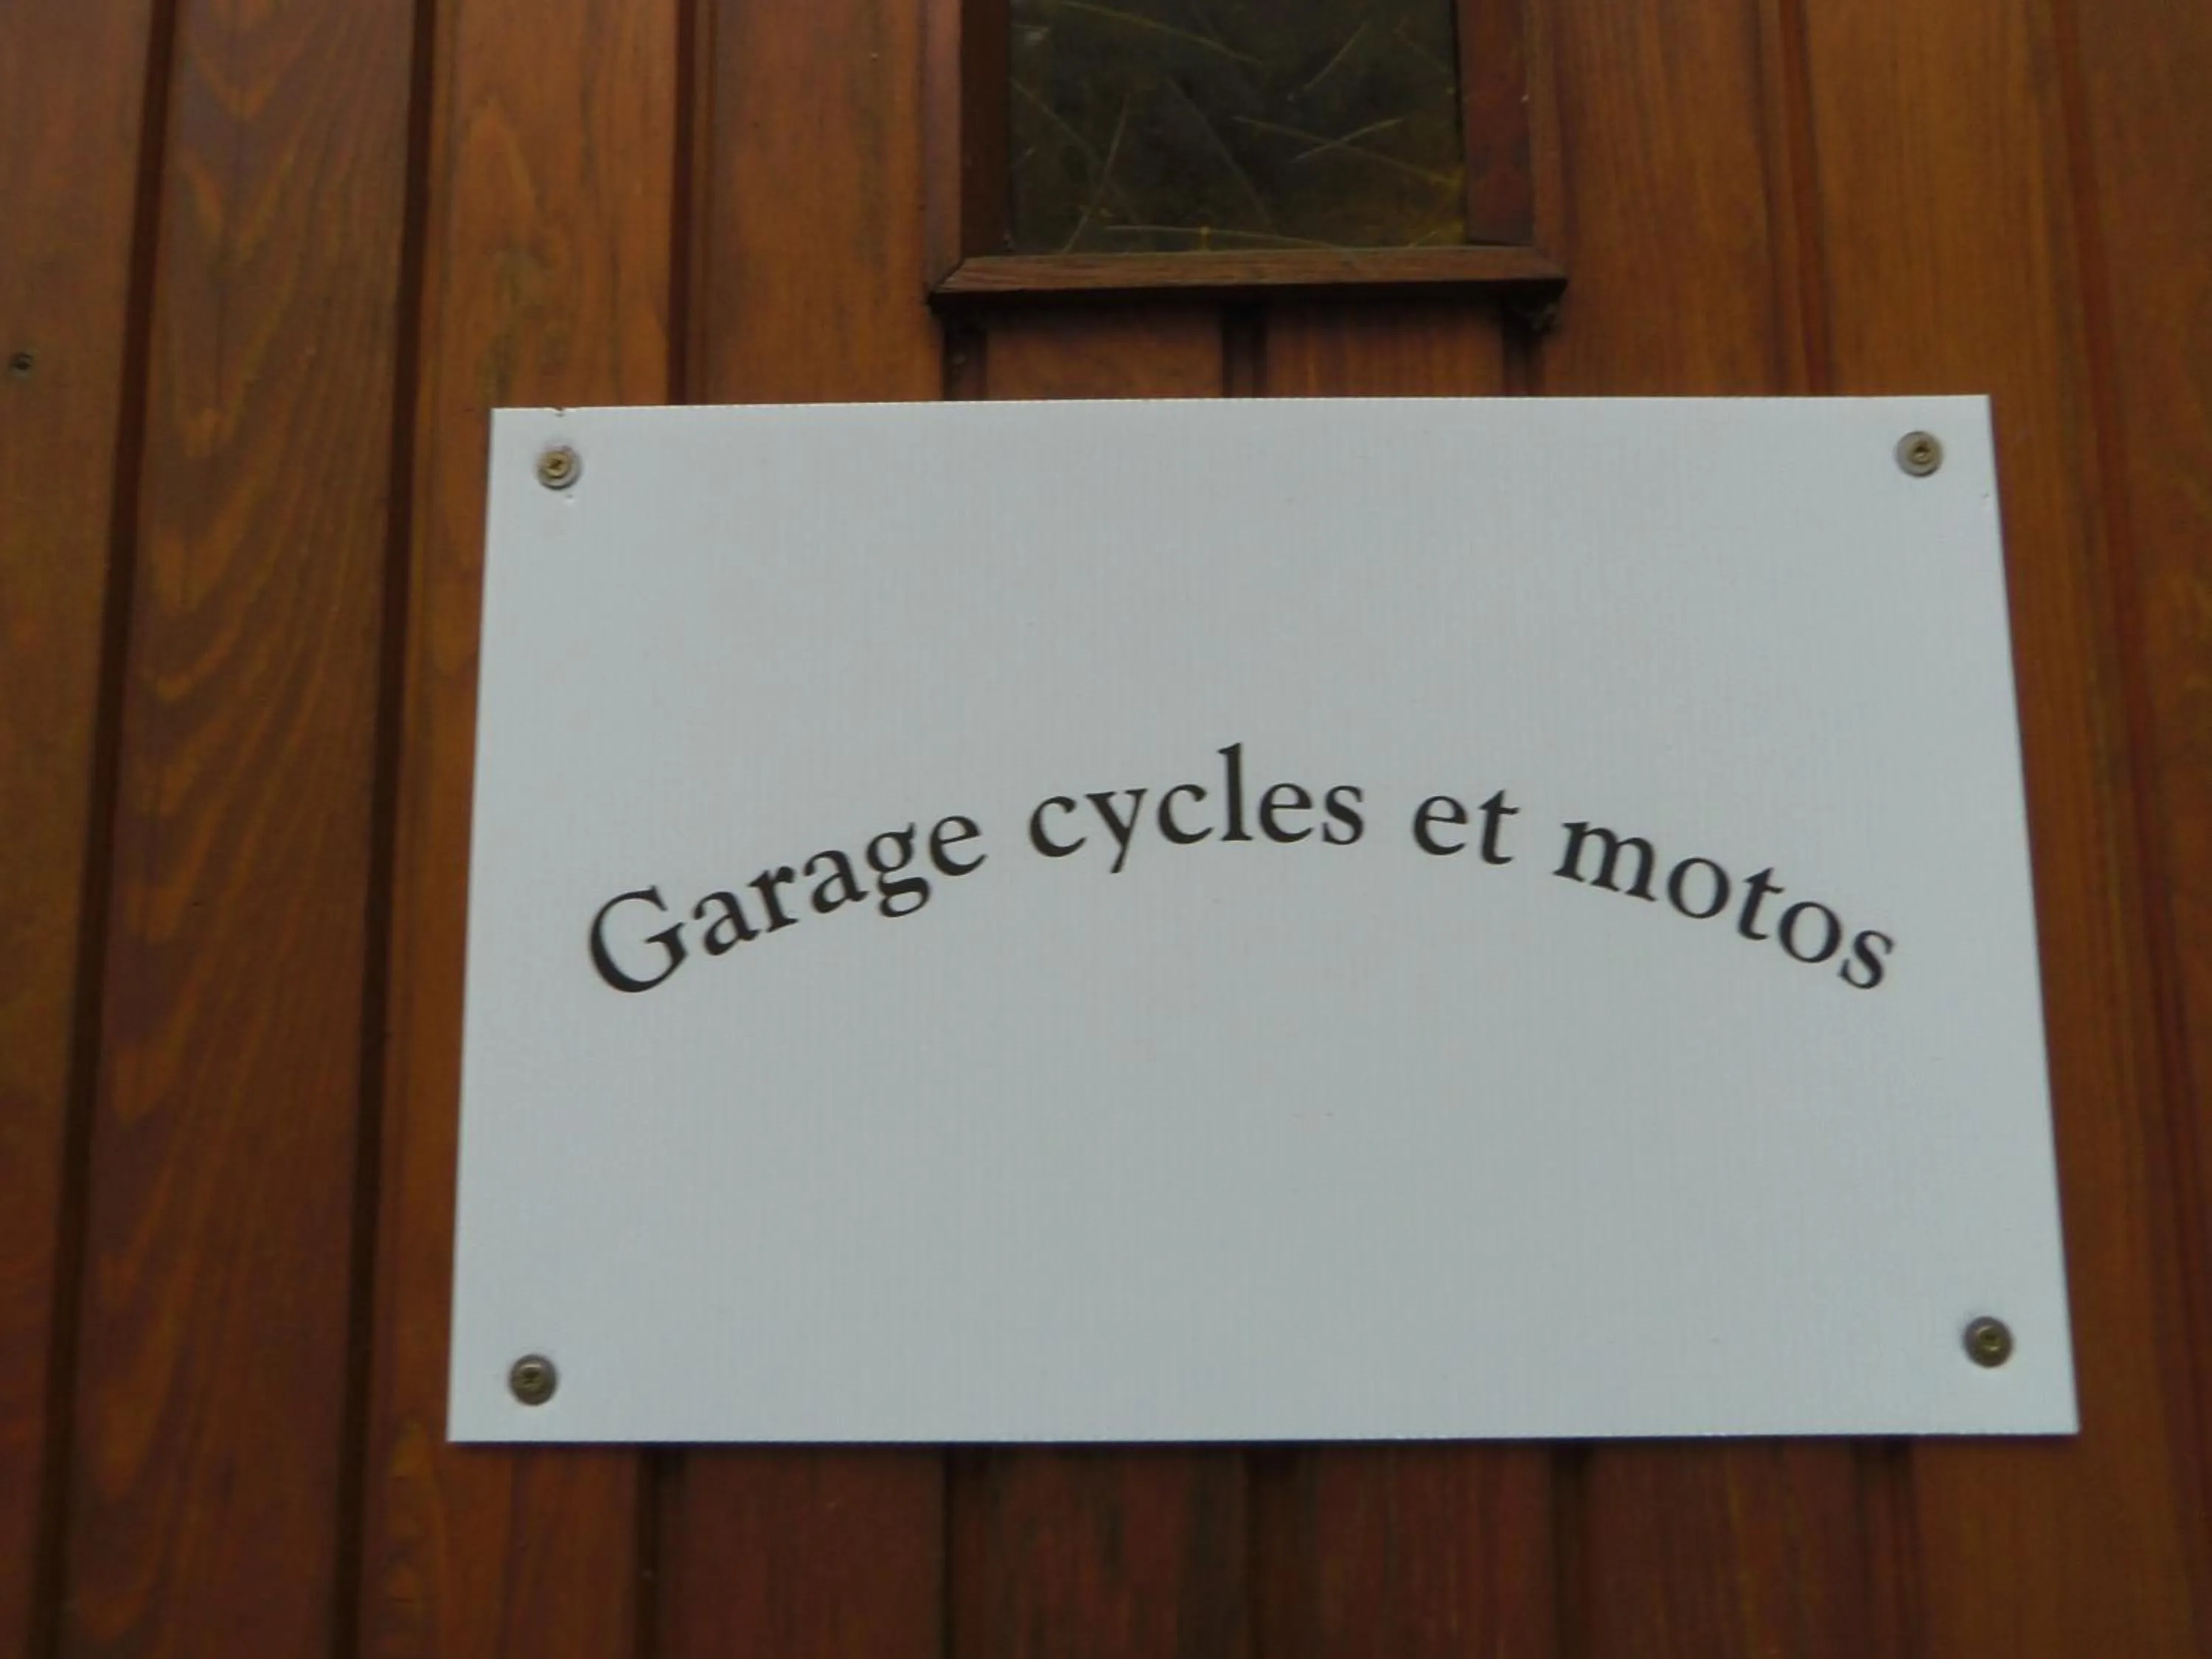 Garage cycles et motos